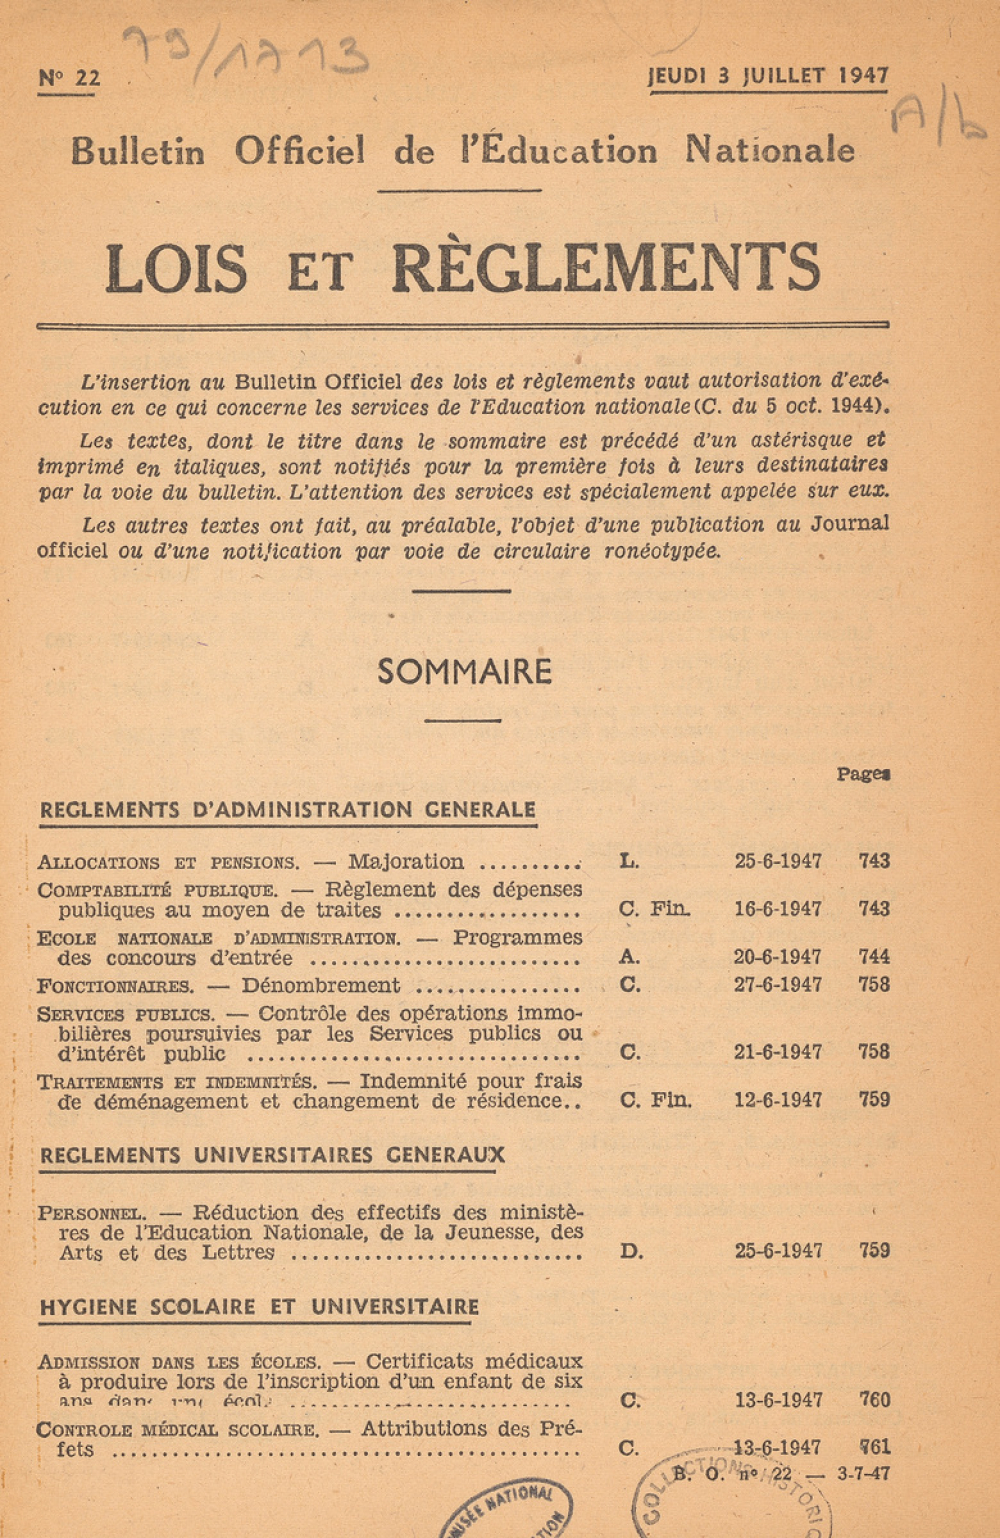 79/1713
N° 22
JEUDI 3 JUILLET 1947
A/b
Bulletin Officiel de l'Éducation Nationale
LOIS ET RÈGLEMENTS
L'insertion au Bulletin Officiel des lois et règlements vaut autorisation d'exé-
cution en ce qui concerne les services de l'Education nationale (C. du 5 oct. 1944).
Les textes, dont le titre dans le sommaire est précédé d'un astérisque et
imprimé en italiques, sont notifiés pour la première fois à leurs destinataires
par la voie du bulletin. L'attention des services est spécialement appelée sur eux.
Les autres textes ont fait, au préalable, l'objet d'une publication au Journal
officiel ou d'une notification par voie de circulaire ronéotypée.
SOMMAIRE
Pages
REGLEMENTS D'ADMINISTRATION GENERALE
ALLOCATIONS ET PENSIONS. — Majoration .......... L. 25-6-1947 743
COMPTABILITÉ PUBLIQUE. — Règlement des dépenses
publiques au moyen de traites .................. C. Fin. 16-6-1947 743
ECOLE NATIONALE D'ADMINISTRATION. — Programmes
des concours d'entrée .......................... A. 20-6-1947 744
FONCTIONNAIRES. — Dénombrement ................ C. 27-6-1947 758
SERVICES PUBLICS. — Contrôle des opérations immo-
bilières poursuivies par les Services publics ou
d'intérêt public ................................ C. 21-6-1947 758
TRAITEMENTS ET INDEMNITÉS. — Indemnité pour frais
de déménagement et changement de résidence.. C. Fin. 12-6-1947 759
REGLEMENTS UNIVERSITAIRES GENERAUX
PERSONNEL. — Réduction des effectifs des ministè-
res de l'Education Nationale, de la Jeunesse, des
Arts et des Lettres ............................ D. 25-6-1947 759
HYGIENE SCOLAIRE ET UNIVERSITAIRE
ADMISSION DANS LES ÉCOLES. — Certificats médicaux
à produire lors de l'inscription d'un enfant de six
ans dans une école ........................... C. 13-6-1947 760
CONTROLE MÉDICAL SCOLAIRE. — Attributions des Pré-
fets ............................................. C. 13-6-1947 761
B. O. n° 22 — 3-7-47
MUSÉE NATIONAL
COLLECTIONS HISTORI